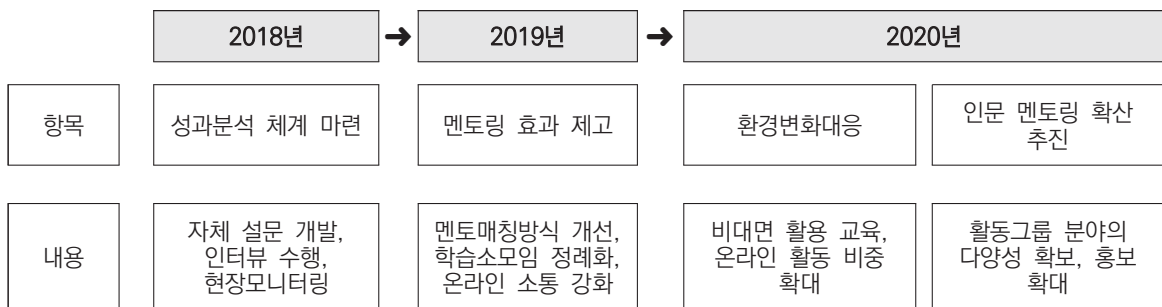 2018년 → 2019년 → 2020년
항목
성과분석 체계 마련
멘토링 효과 제고
환경변화대응
인문 멘토링 확산
추진
내용
자체 설문 개발,
인터뷰 수행,
현장모니터링
멘토매칭방식 개선,
학습소모임 정례화,
온라인 소통 강화
비대면 활용 교육,
온라인 활동 비중
확대
활동그룹 분야의
다양성 확보, 홍보
확대